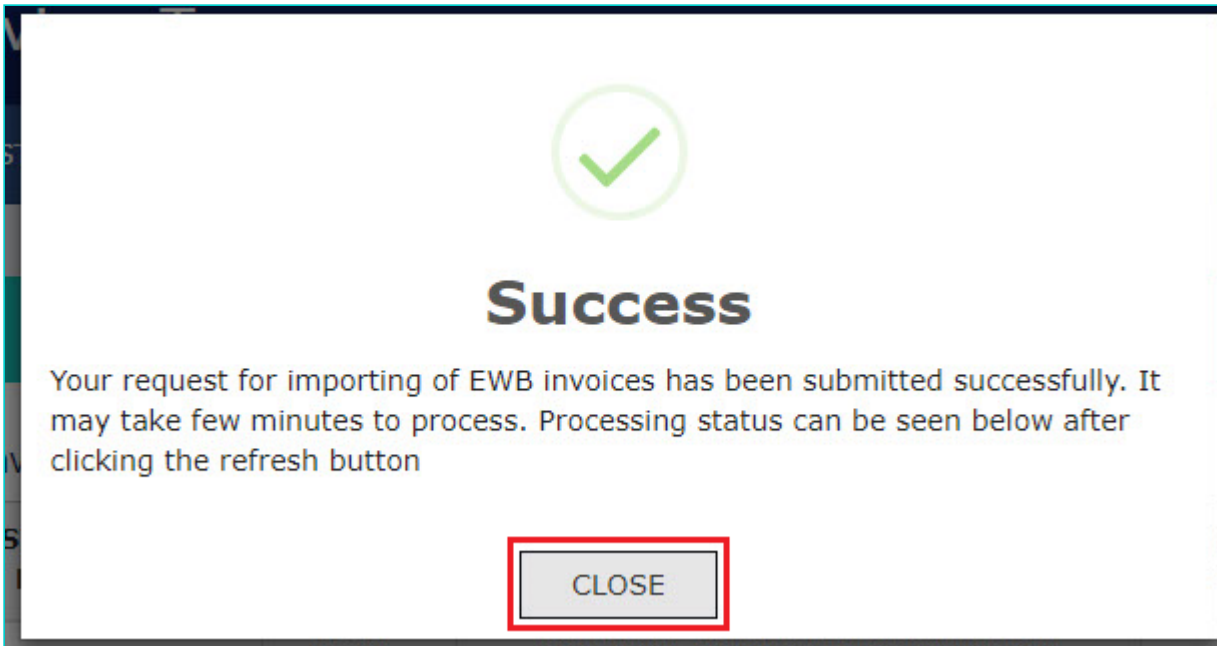 Success
Your request for importing of EWB invoices has been submitted successfully. It
may take few minutes to process. Processing status can be seen below after
clicking the refresh button
CLOSE